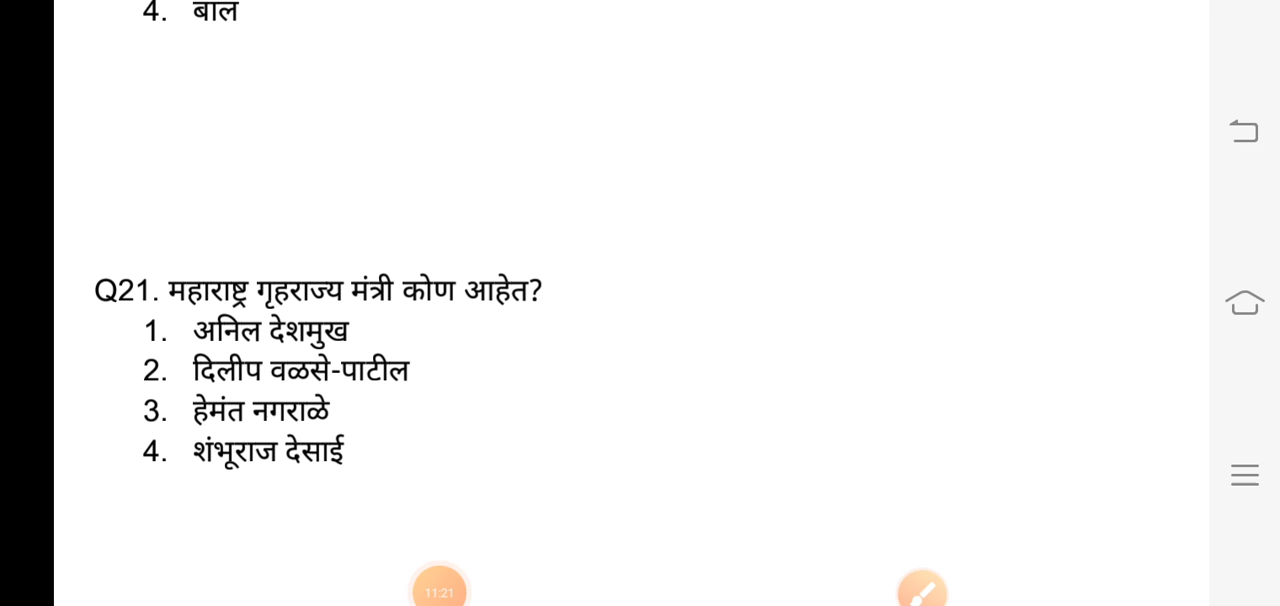 4. बाल
Q21. महाराष्ट्र गृहराज्य मंत्री कोण आहेत?
1. अनिल देशमुख
2. दिलीप वळसे-पाटील
3. हेमंत नगराळे
4. शंभूराज देसाई
11:21